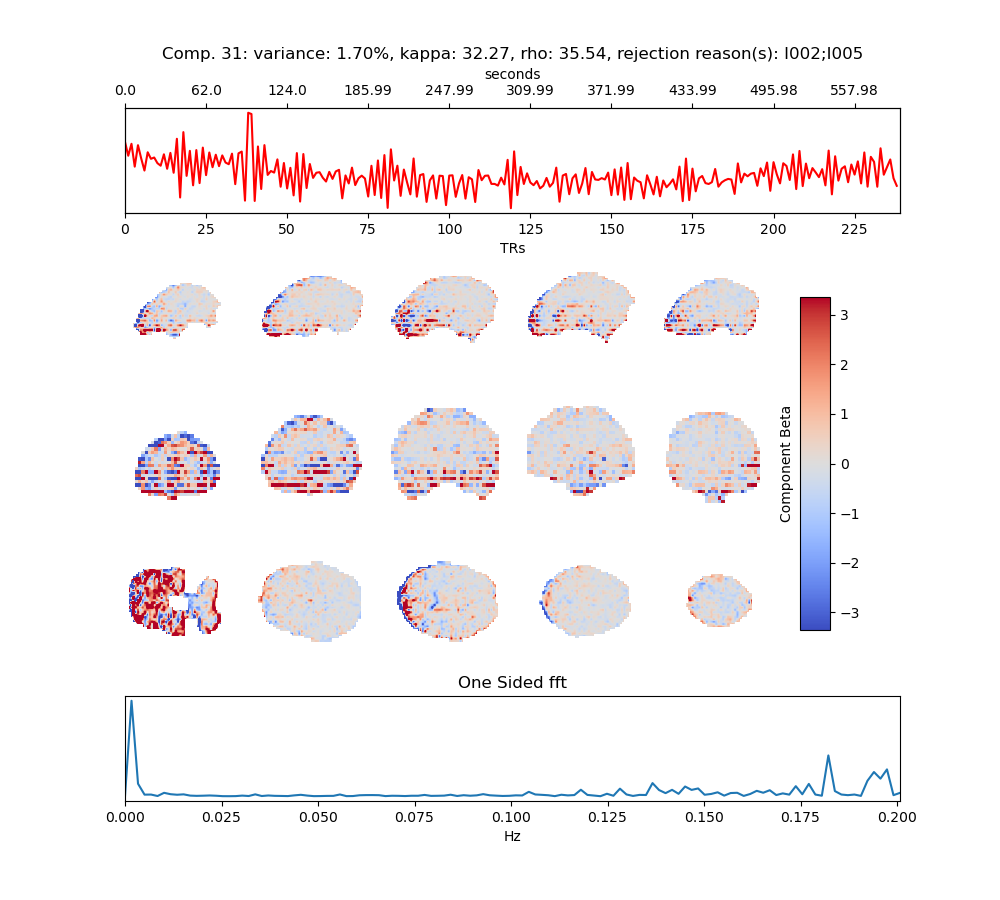 Comp. 31: variance: 1.70%, kappa: 32.27, rho: 35.54, rejection reason(s): I002;I005
seconds
0.0 62.0 124.0 185.99 247.99 309.99 371.99 433.99 495.98 557.98
0 25 50 75 100 125 150 175 200 225
TRs
3
2
1
0
−1
−2
−3
Component Beta
One Sided fft
0.000 0.025 0.050 0.075 0.100 0.125 0.150 0.175 0.200
Hz